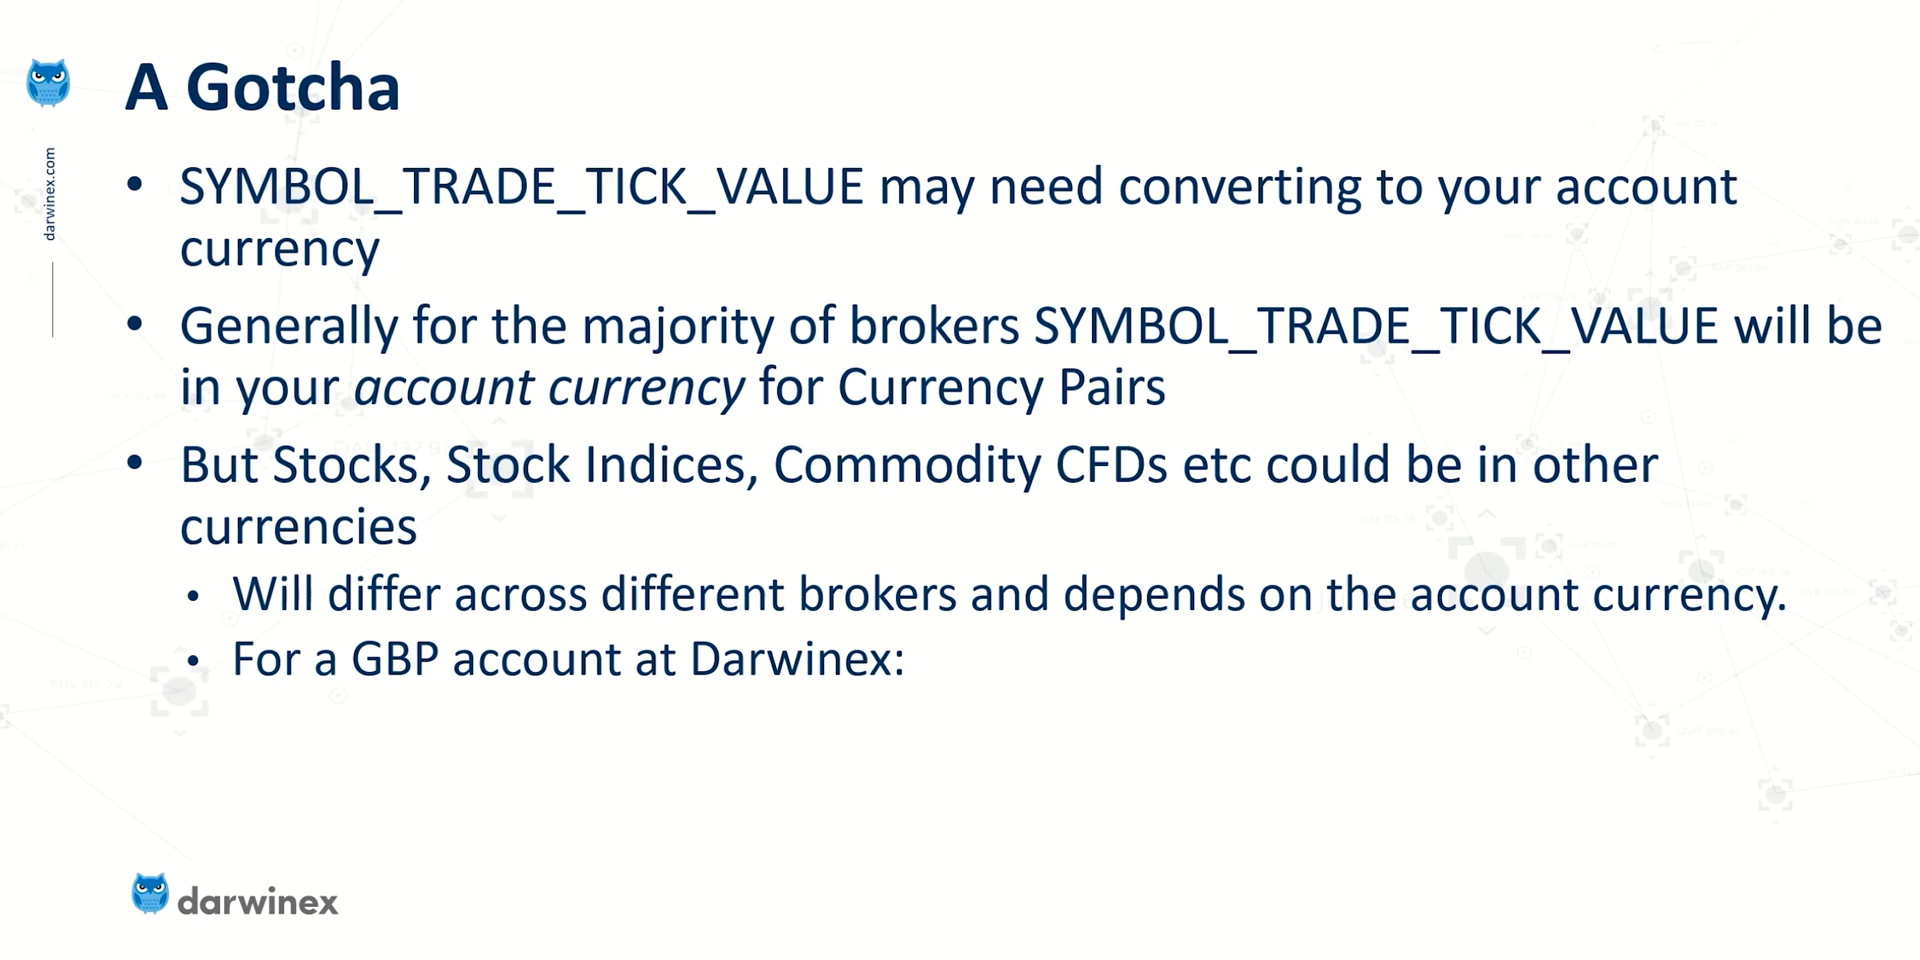 A Gotcha
darwinex.com
• SYMBOL_TRADE_TICK_VALUE may need converting to your account
currency
• Generally for the majority of brokers SYMBOL_TRADE_TICK_VALUE will be
in your account currency for Currency Pairs
• But Stocks, Stock Indices, Commodity CFDs etc could be in other
currencies
• Will differ across different brokers and depends on the account currency.
• For a GBP account at Darwinex:
darwinex